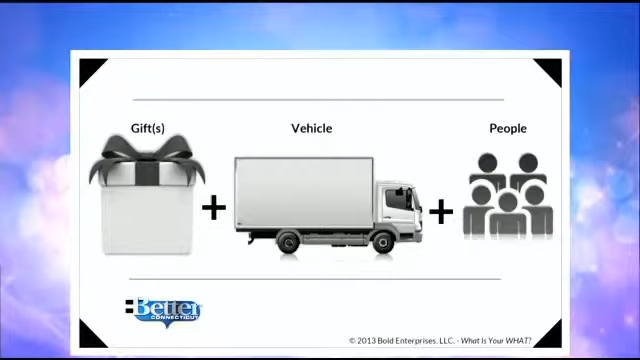 Gift(s) Vehicle People
Better
CONNECTICUT
© 2013 Bold Enterprises, LLC. - What Is Your WHAT?